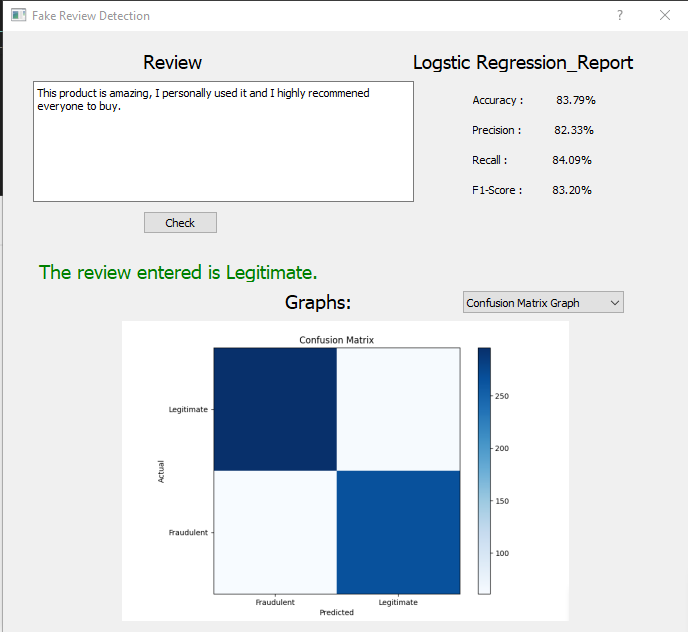 Fake Review Detection
Review
Logstic Regression_Report
This product is amazing, I personally used it and I highly recommened
everyone to buy.
Accuracy : 83.79%
Precision : 82.33%
Recall : 84.09%
F1-Score : 83.20%
Check
The review entered is Legitimate.
Graphs:
Confusion Matrix Graph
Confusion Matrix
Actual
Legitimate
Fraudulent
Fraudulent
Legitimate
Predicted
250
200
150
100